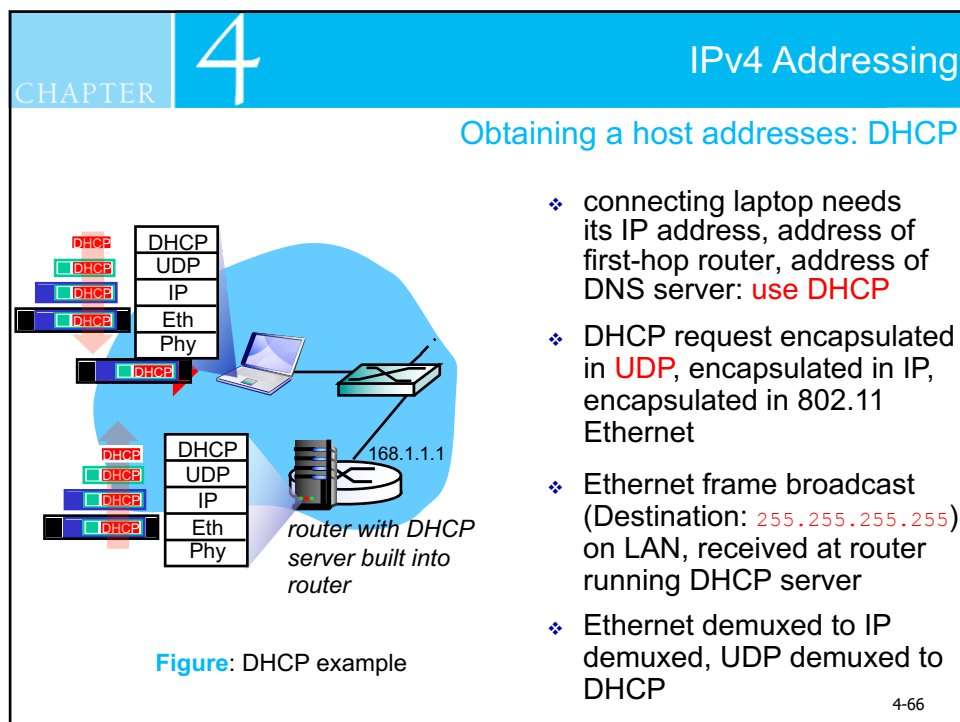 CHAPTER 4
IPv4 Addressing
Obtaining a host addresses: DHCP
DHCP
DHCP
DHCP
DHCP
DHCP
DHCP
UDP
IP
Eth
Phy
DHCP
DHCP
DHCP
DHCP
DHCP
UDP
IP
Eth
Phy
168.1.1.1
router with DHCP
server built into
router
Figure: DHCP example
❖ connecting laptop needs
its IP address, address of
first-hop router, address of
DNS server: use DHCP
❖ DHCP request encapsulated
in UDP, encapsulated in IP,
encapsulated in 802.11
Ethernet
❖ Ethernet frame broadcast
(Destination: 255.255.255.255)
on LAN, received at router
running DHCP server
❖ Ethernet demuxed to IP
demuxed, UDP demuxed to
DHCP
4-66